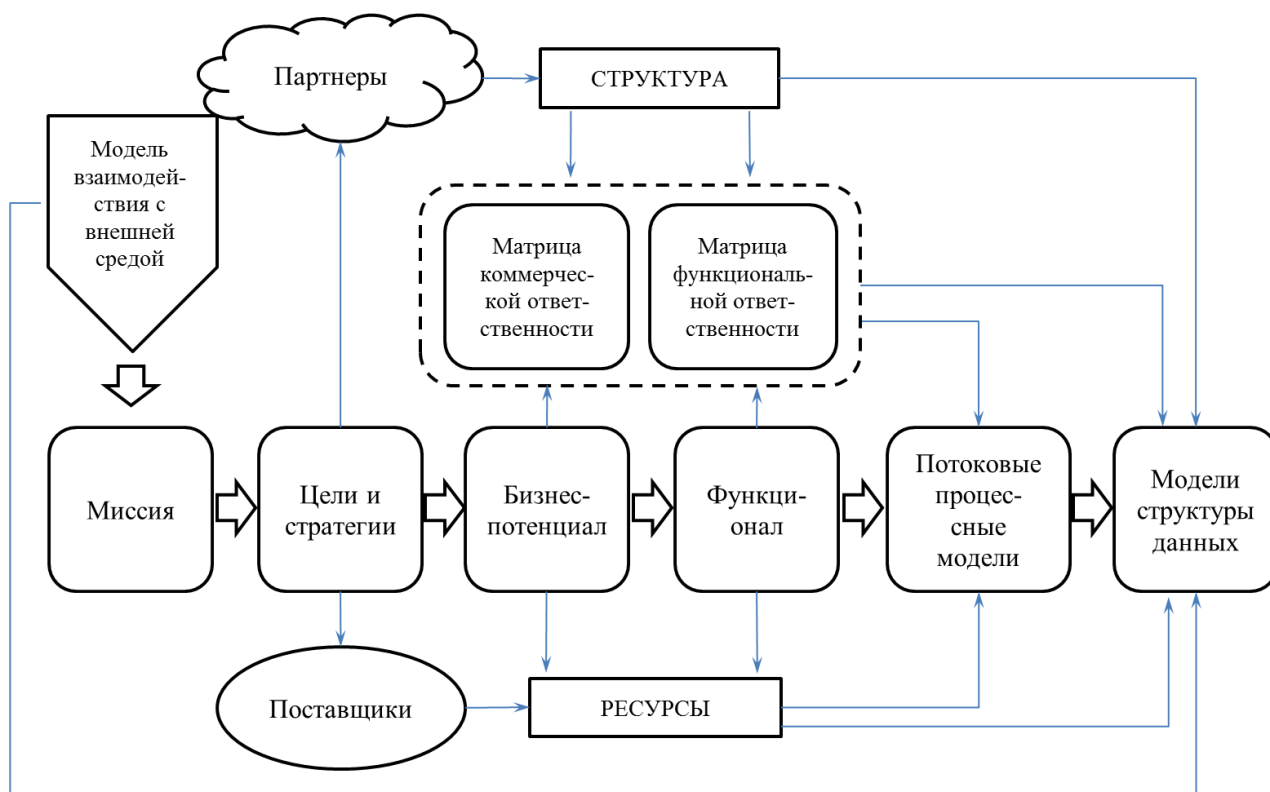 Партнеры
СТРУКТУРА
Модель
взаимодей-
ствия с
внешней
средой
Матрица
коммерчес-
кой ответ-
ственности
Матрица
функциональ-
ной ответ-
ственности
Миссия
Цели и
стратегии
Бизнес-
потенциал
Функци-
онал
Потоковые
процес-
сные
модели
Модели
структуры
данных
Поставщики
РЕСУРСЫ